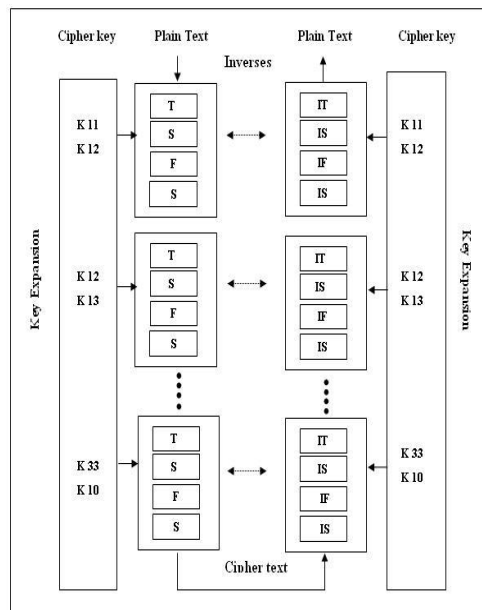 Cipher key
Plain Text
Plain Text
Cipher key
Inverses
Key Expansion
K 11
K 12
T
S
F
S
IT
IS
IF
IS
K 11
K 12
K 12
K 13
T
S
F
S
IT
IS
IF
IS
K 12
K 13
K 33
K 10
T
S
F
S
IT
IS
IF
IS
K 33
K 10
Key Expansion
Cipher text